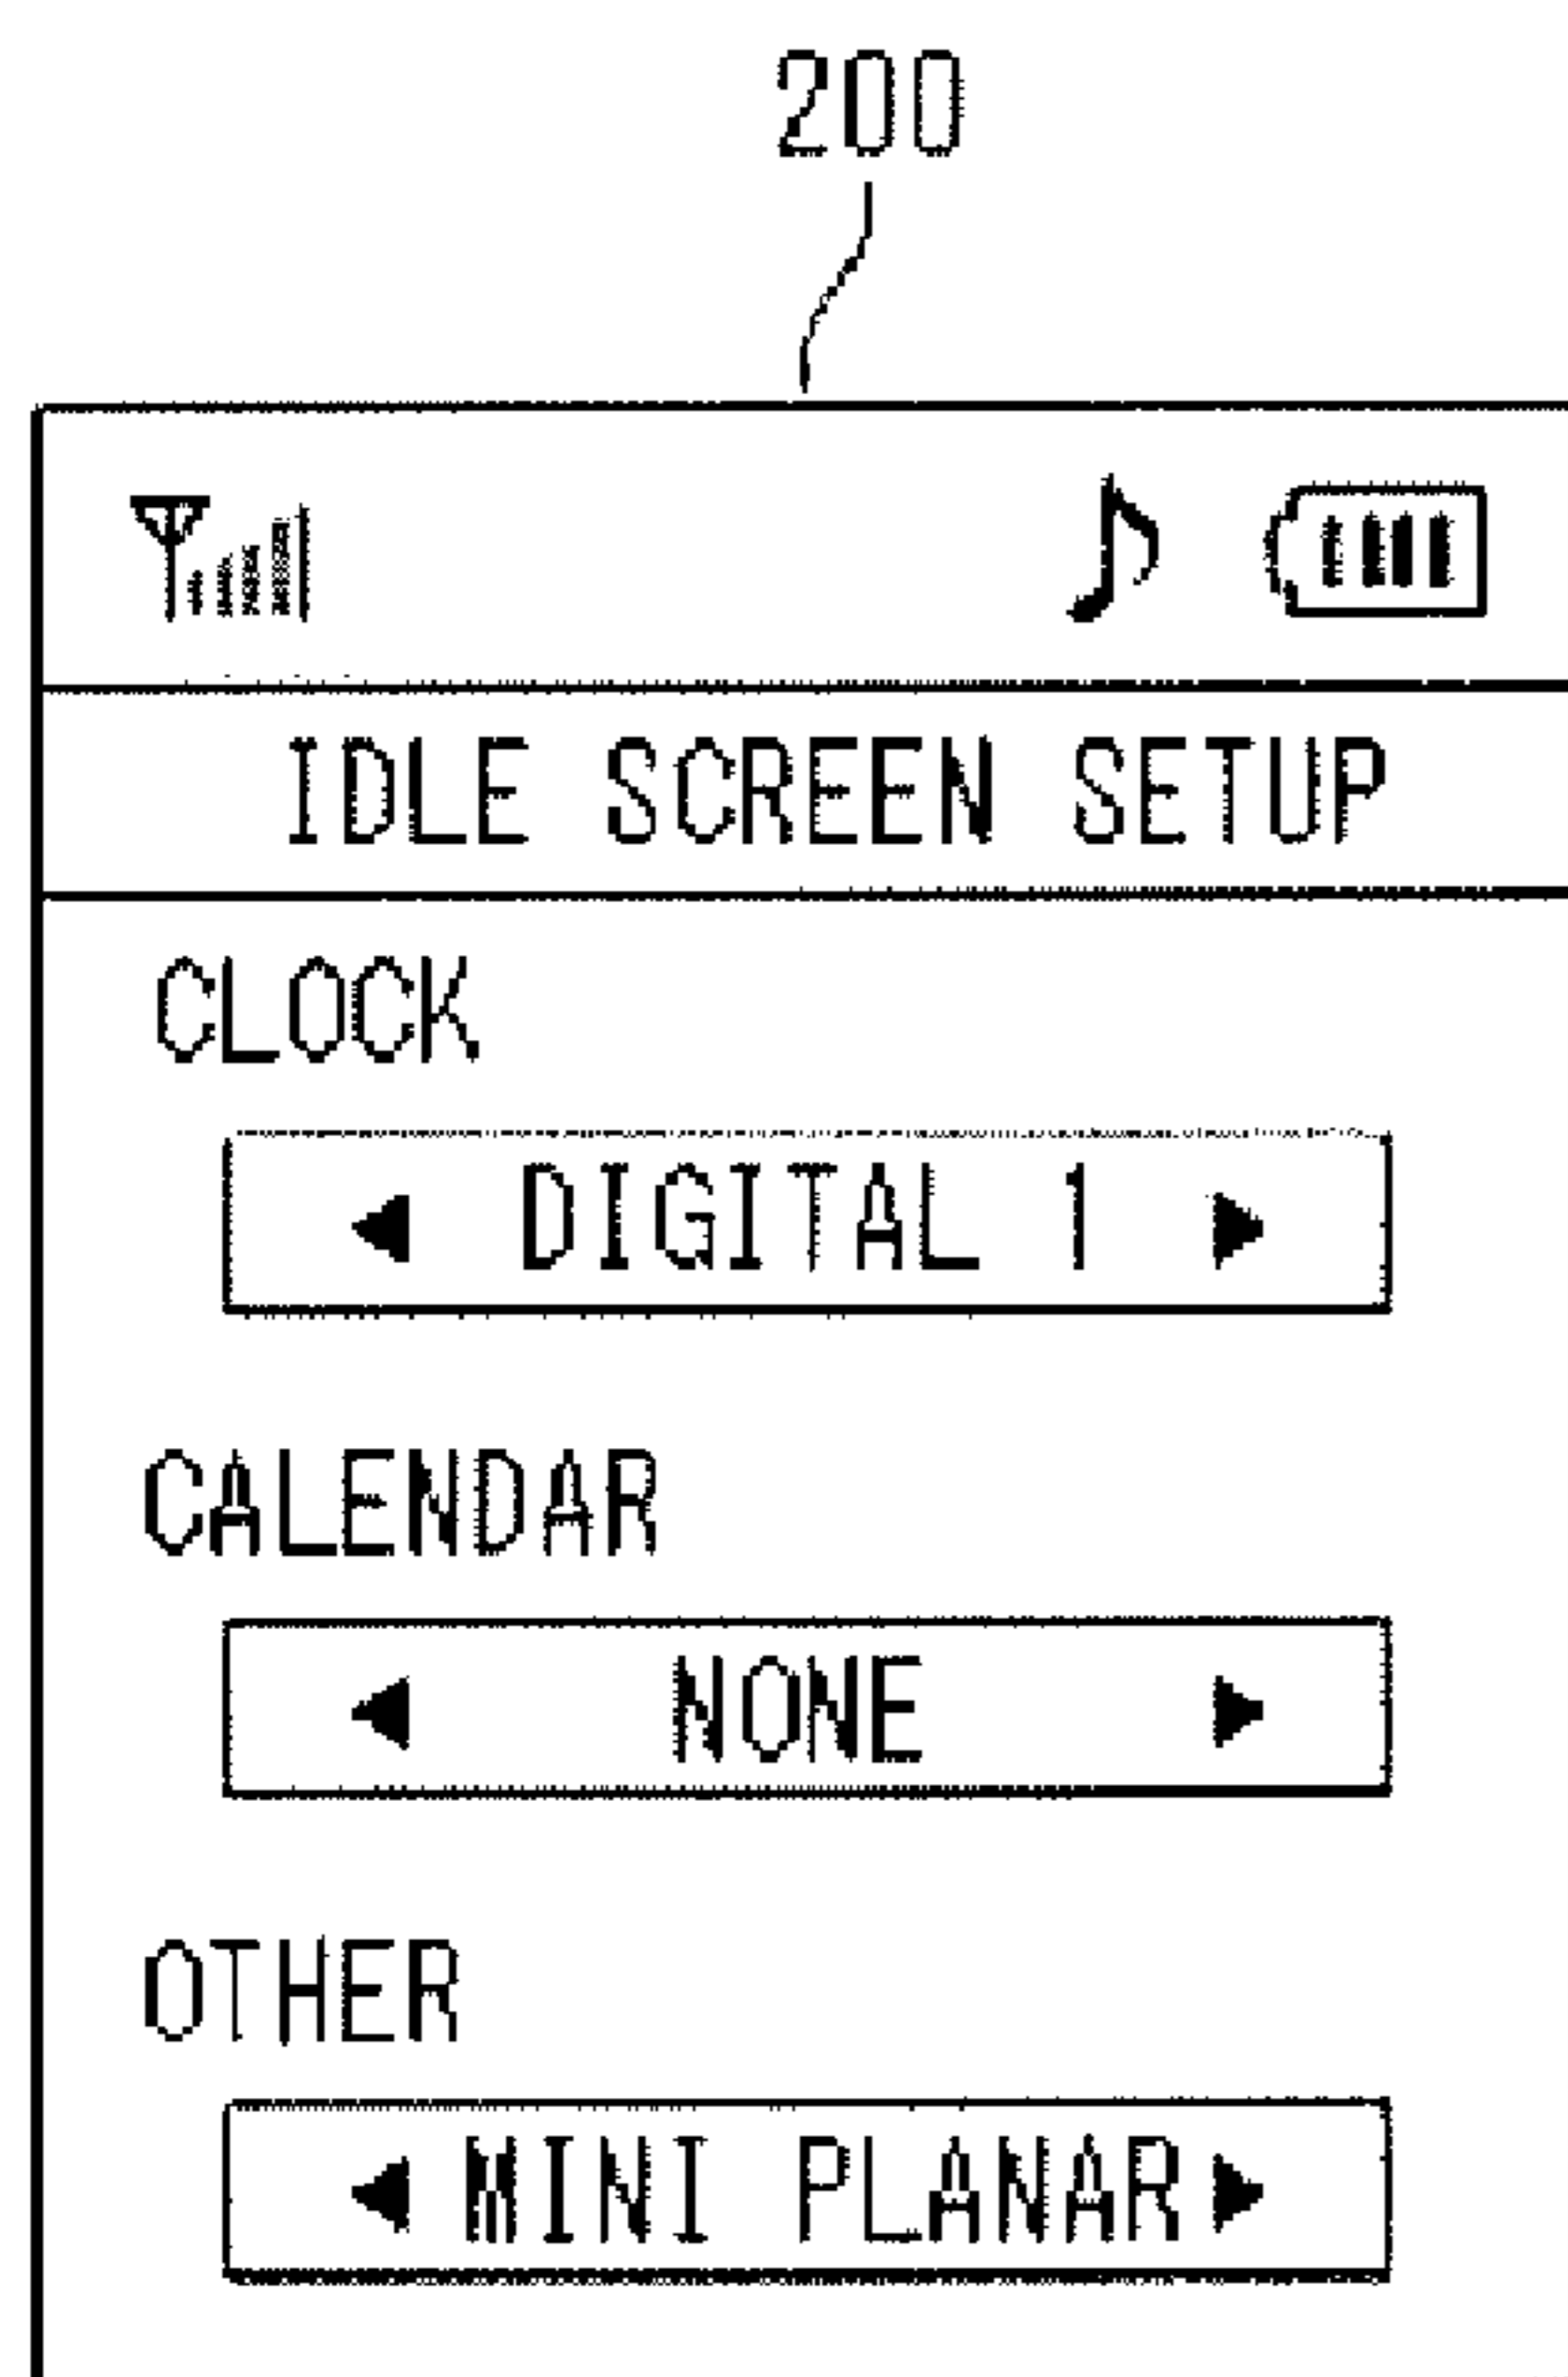 200
IDLE SCREEN SETUP
CLOCK
DIGITAL 1
CALENDAR
NONE
OTHER
MINI PLANAR